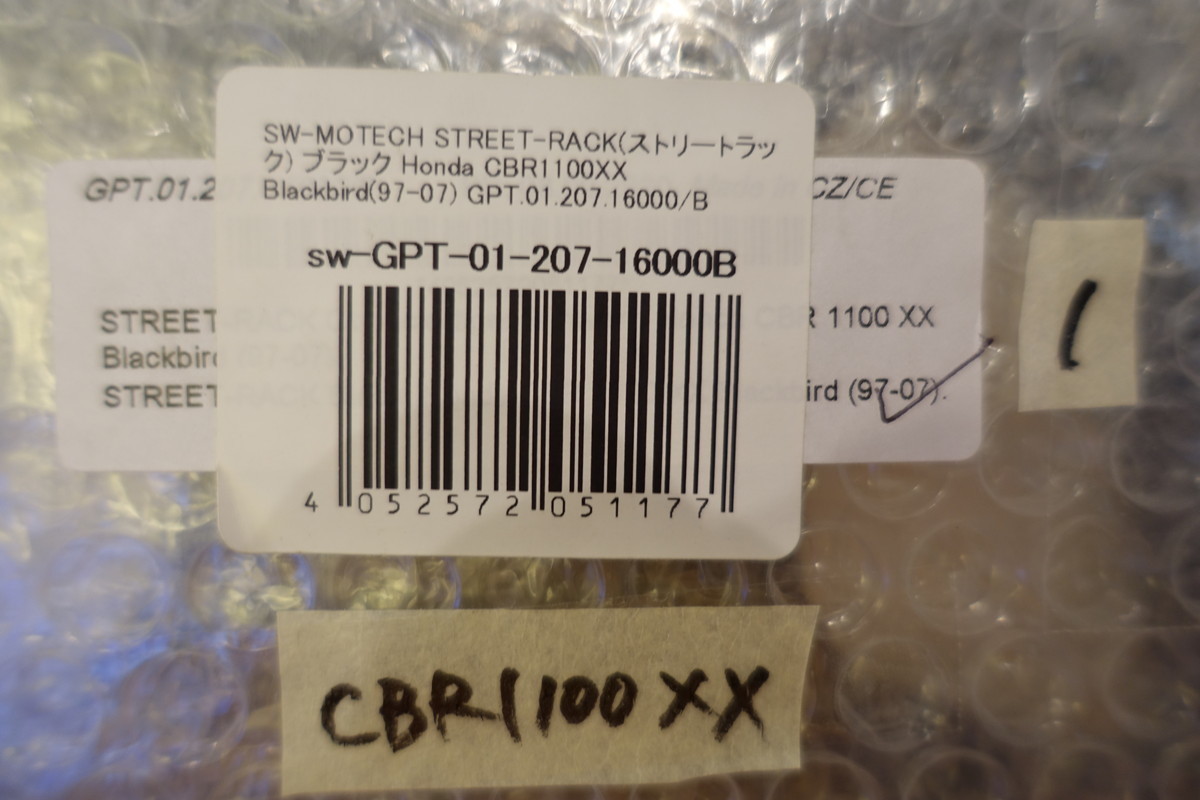 SW-MOTECH STREET-RACK(ストリートラッ
ク) ブラック Honda CBR1100XX
Blackbird(97-07) GPT.01.207.16000/B
sw-GPT-01-207-16000B
4 052572 051177
GPT.01.2
CZ/CE
STREET
CBR 1100 XX
Blackbird
STREET
ird (97-07).
1
CBR1100XX